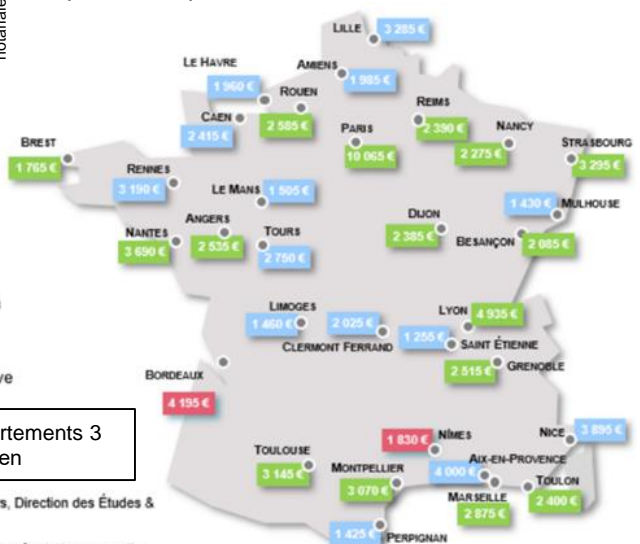 notariale
LILLE
3 285 €
LE HAVRE
1 960 €
AMIENS
1 985 €
ROUEN
2 585 €
CAEN
2 415 €
REIMS
2 390 €
PARIS
10 065 €
NANCY
2 275 €
STRASBOURG
3 295 €
BREST
1 765 €
RENNES
3 190 €
LE MANS
1 505 €
MULHOUSE
1 430 €
NANTES
3 690 €
ANGERS
2 535 €
TOURS
2 750 €
DIJON
2 385 €
BESANÇON
2 085 €
LIMOGES
1 460 €
2 025 €
CLERMONT FERRAND
LYON
4 935 €
1 255 €
SAINT ÉTIENNE
2 515 €
GRENOBLE
BORDEAUX
4 195 €
rtements 3
en
1 830 €
NÎMES
NICE
3 895 €
TOULOUSE
3 145 €
MONTPELLIER
3 070 €
AIX-EN-PROVENCE
4 000 €
MARSEILLE
2 875 €
TOULON
2 400 €
s, Direction des Études &
1 425 €
PERPIGNAN